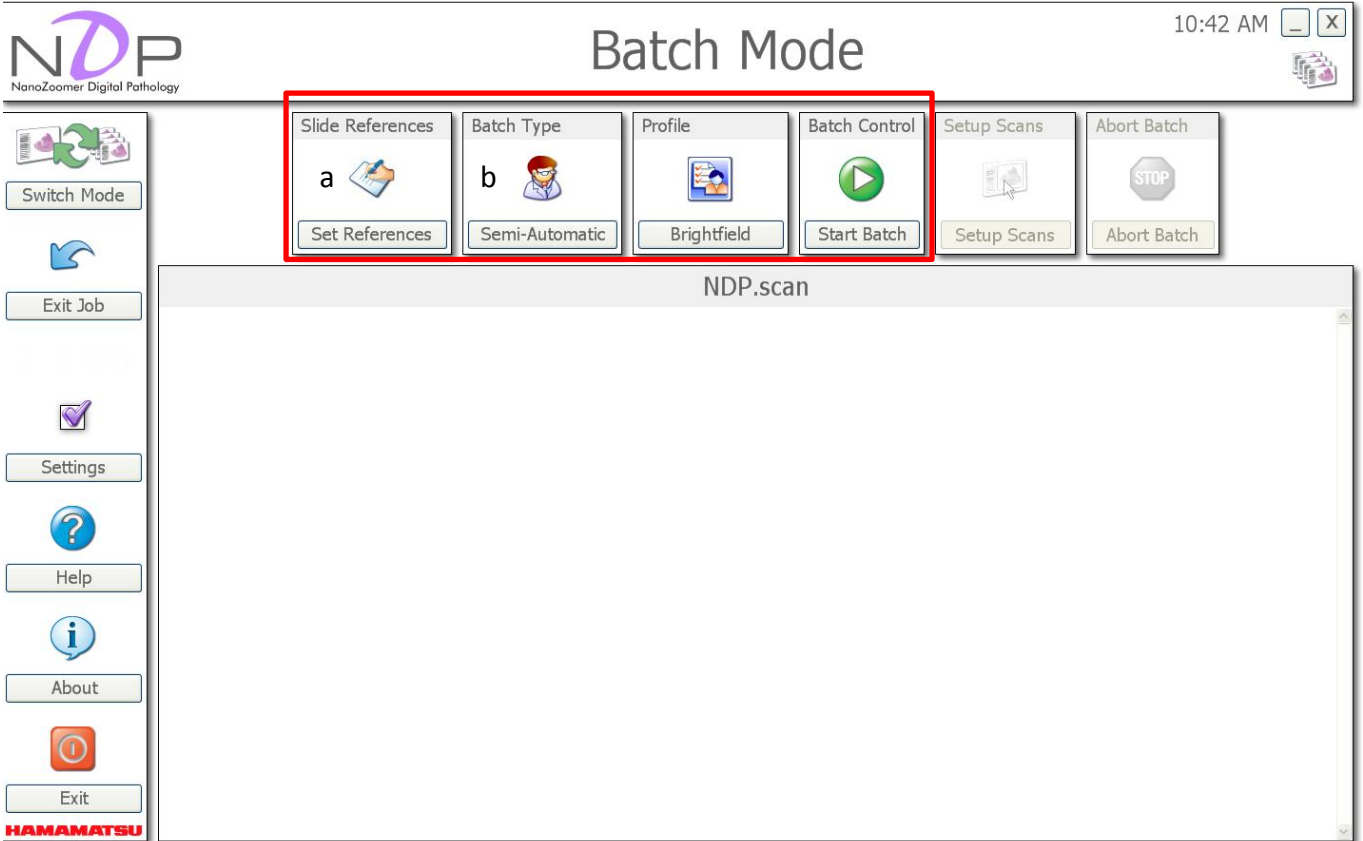 NDP
NanoZoomer Digital Pathology
Batch Mode
10:42 AM
_ X
Slide References
a
Set References
Batch Type
b
Semi-Automatic
Profile
Brightfield
Batch Control
Start Batch
Setup Scans
Setup Scans
Abort Batch
STOP
Abort Batch
Switch Mode
Exit Job
Settings
?
Help
i
About
Exit
HAMAMATSU
NDP.scan